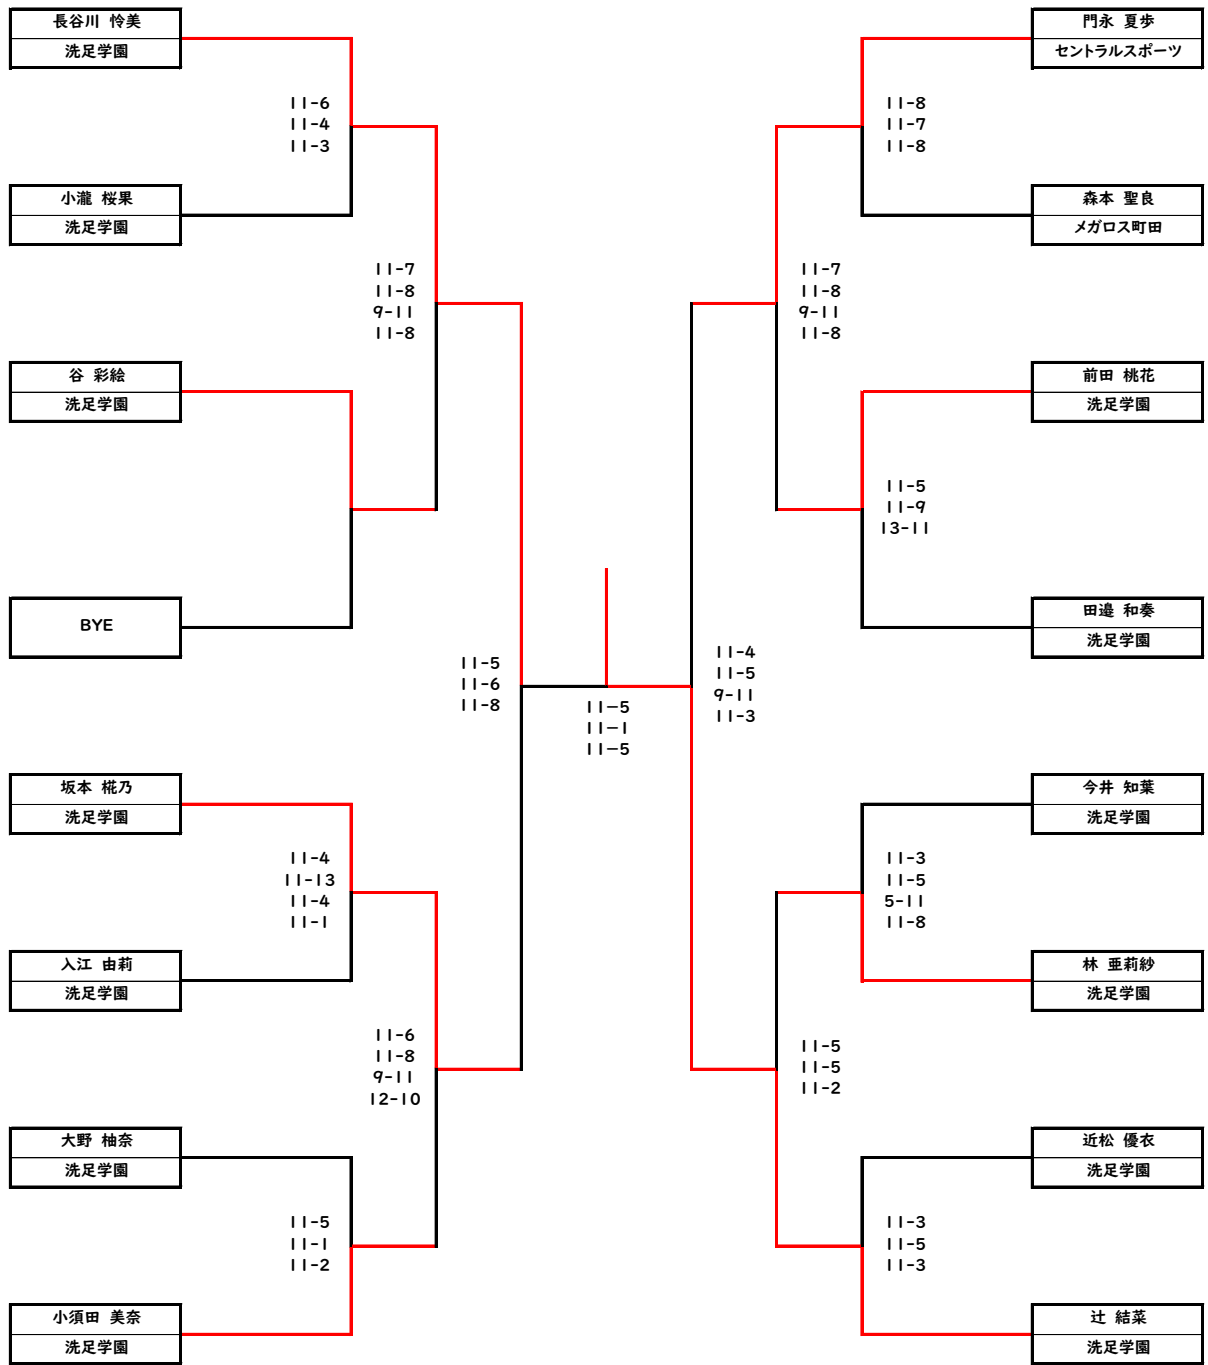 長谷川 怜美
洗足学園
11-6
11-4
11-3
小瀧 桜果
洗足学園
11-7
11-8
9-11
11-8
谷 彩絵
洗足学園
BYE
11-5
11-6
11-8
坂本 椛乃
洗足学園
11-4
11-13
11-4
11-1
入江 由莉
洗足学園
11-6
11-8
9-11
12-10
大野 柚奈
洗足学園
11-5
11-1
11-2
小須田 美奈
洗足学園
11-5
11-1
11-5
門永 夏歩
セントラルスポーツ
11-8
11-7
11-8
森本 聖良
メガロス町田
11-7
11-8
9-11
11-8
前田 桃花
洗足学園
11-5
11-9
13-11
田邉 和奏
洗足学園
11-4
11-5
9-11
11-3
今井 知葉
洗足学園
11-3
11-5
5-11
11-8
林 亜莉紗
洗足学園
11-5
11-5
11-2
近松 優衣
洗足学園
11-3
11-5
11-3
辻 結菜
洗足学園